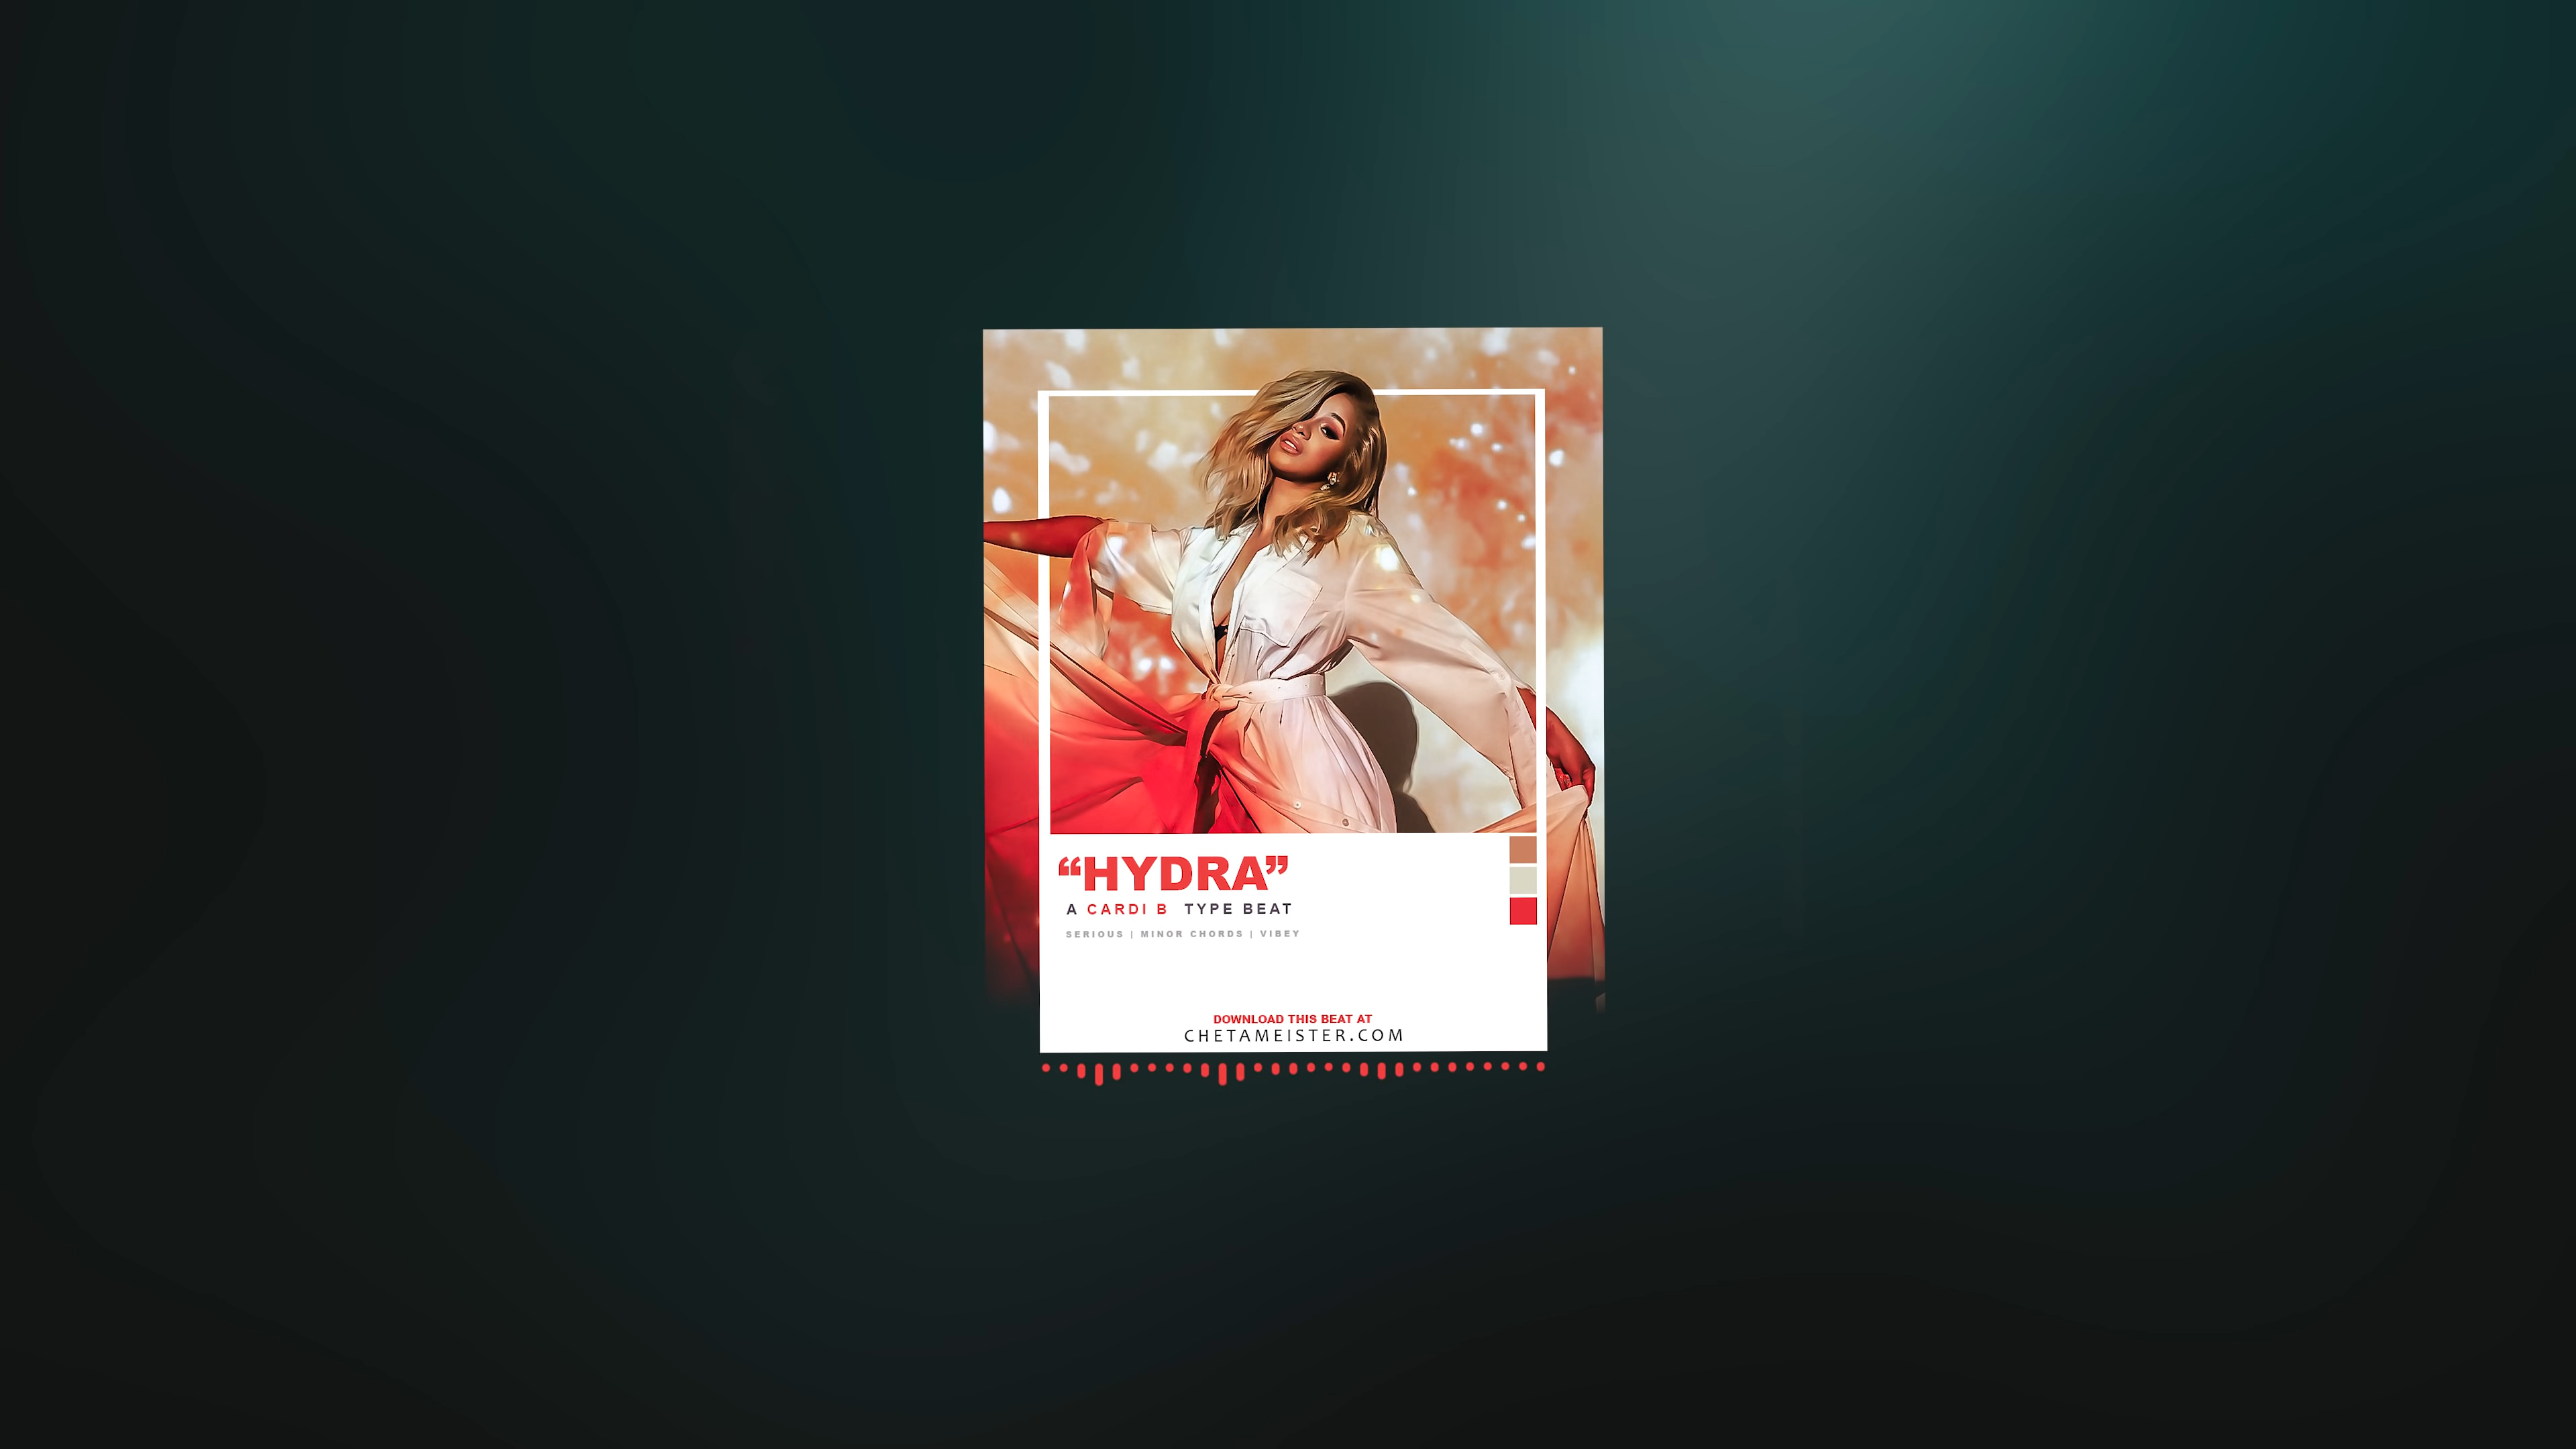 “HYDRA”
A CARDI B TYPE BEAT
SERIOUS | MINOR CHORDS | VIBEY
DOWNLOAD THIS BEAT AT
CHETAMEISTER.COM